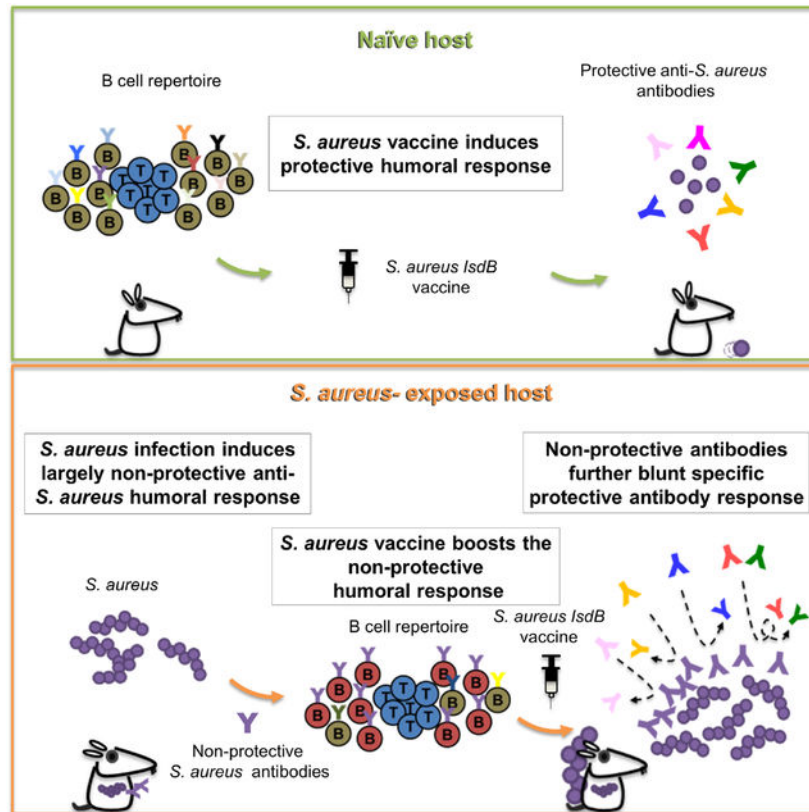 Naïve host
B cell repertoire
Protective anti-S. aureus
antibodies
S. aureus vaccine induces
protective humoral response
B
B
B
B
B
B
B
B
B
B
B
B
B
T
T
T
T
T
T
T
S. aureus IsdB
vaccine
S. aureus- exposed host
S. aureus infection induces
largely non-protective anti-
S. aureus humoral response
Non-protective antibodies
further blunt specific
protective antibody response
S. aureus vaccine boosts the
non-protective
humoral response
S. aureus
B cell repertoire
S. aureus IsdB
vaccine
B
B
B
B
B
B
B
B
B
B
B
B
B
T
T
T
T
T
T
T
Non-protective
S. aureus antibodies